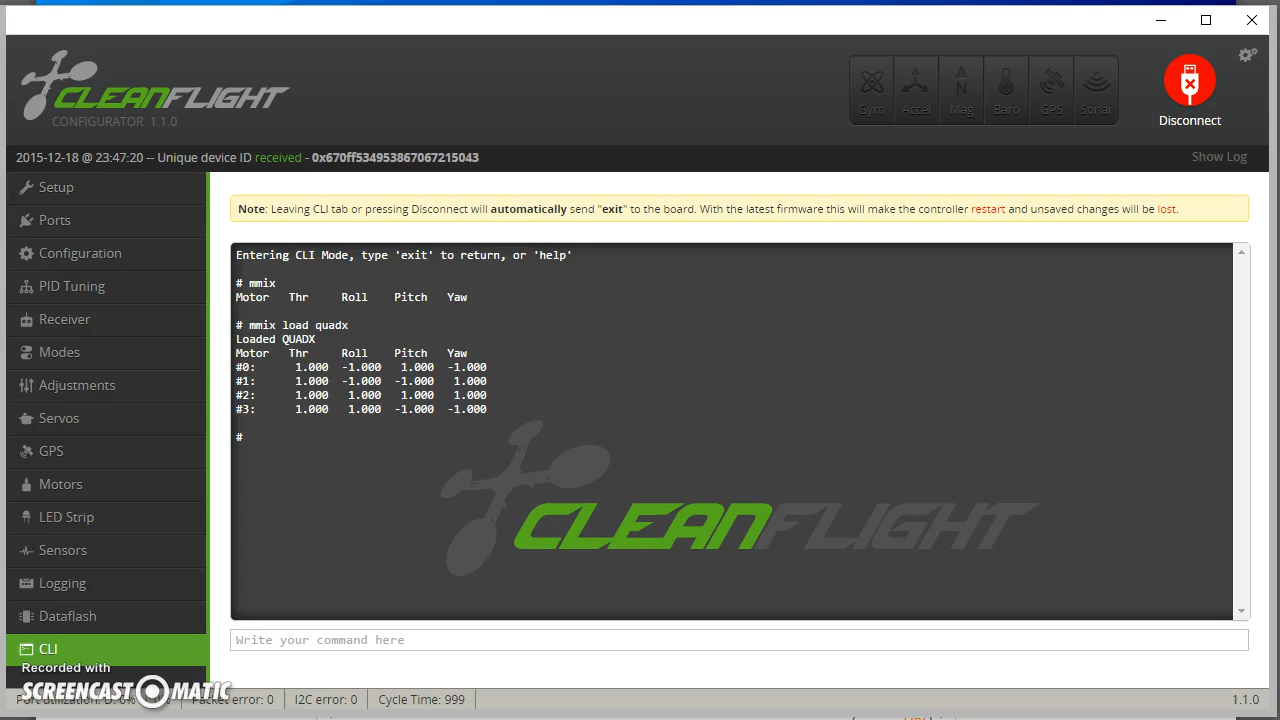 CLEANFLIGHT
CONFIGURATOR 1.1.0
Gyro Accel Mag Baro GPS Sonar
Disconnect
2015-12-18 @ 23:47:20 -- Unique device ID received - 0x670ff534953867067215043
Show Log
Setup
Ports
Configuration
PID Tuning
Receiver
Modes
Adjustments
Servos
GPS
Motors
LED Strip
Sensors
Logging
Dataflash
CLI
Note: Leaving CLI tab or pressing Disconnect will automatically send "exit" to the board. With the latest firmware this will make the controller restart and unsaved changes will be lost.
Entering CLI Mode, type 'exit' to return, or 'help'
# mmix
Motor Thr Roll Pitch Yaw
# mmix load quadx
Loaded QUADX
Motor Thr Roll Pitch Yaw
#0: 1.000 -1.000 1.000 -1.000
#1: 1.000 -1.000 -1.000 1.000
#2: 1.000 1.000 1.000 1.000
#3: 1.000 1.000 -1.000 -1.000
#
CLEANFLIGHT
Write your command here
Recorded with
SCREENCAST MATIC
Port utilization: D: Packet error: 0 I2C error: 0 Cycle Time: 999 1.1.0